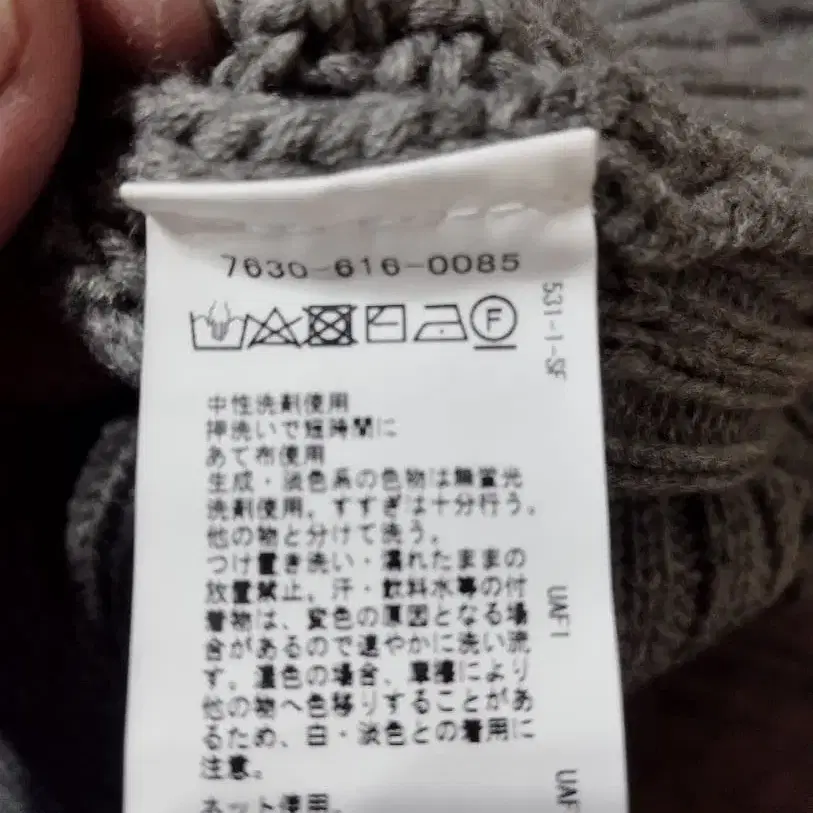 7630-616-0085
F
531-1-SF
中性洗剤使用
押洗いで短時間に
あて布使用
生成・淡色系の色物は無蛍光
洗剤使用。すすぎは十分行う。
他の物と分けて洗う。
つけ置き洗い・濡れたままの
放置禁止。汗・飲料水等の付
着物は、変色の原因となる場
合があるので速やかに洗い流
す。濃色の場合、摩擦により
他の物へ色移りすることがあ
るため、白・淡色との着用に
注意。
ネット使用。
UAF1
UAF